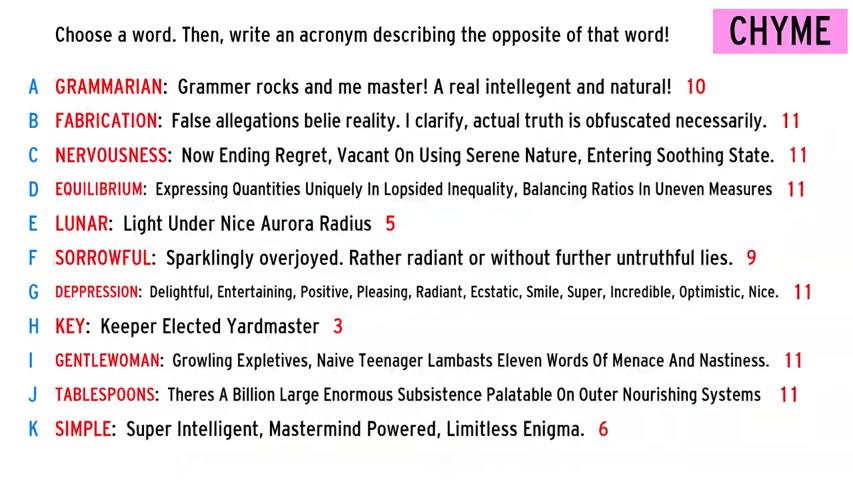 Choose a word. Then, write an acronym describing the opposite of that word!
CHYME
A GRAMMARIAN: Grammer rocks and me master! A real intellegent and natural! 10
B FABRICATION: False allegations belie reality. I clarify, actual truth is obfuscated necessarily. 11
C NERVOUSNESS: Now Ending Regret, Vacant On Using Serene Nature, Entering Soothing State. 11
D EQUILIBRIUM: Expressing Quantities Uniquely In Lopsided Inequality, Balancing Ratios In Uneven Measures 11
E LUNAR: Light Under Nice Aurora Radius 5
F SORROWFUL: Sparklingly overjoyed. Rather radiant or without further untruthful lies. 9
G DEPPRESSION: Delightful, Entertaining, Positive, Pleasing, Radiant, Ecstatic, Smile, Super, Incredible, Optimistic, Nice. 11
H KEY: Keeper Elected Yardmaster 3
I GENTLEWOMAN: Growling Expletives, Naive Teenager Lambasts Eleven Words Of Menace And Nastiness. 11
J TABLESPOONS: Theres A Billion Large Enormous Subsistence Palatable On Outer Nourishing Systems 11
K SIMPLE: Super Intelligent, Mastermind Powered, Limitless Enigma. 6